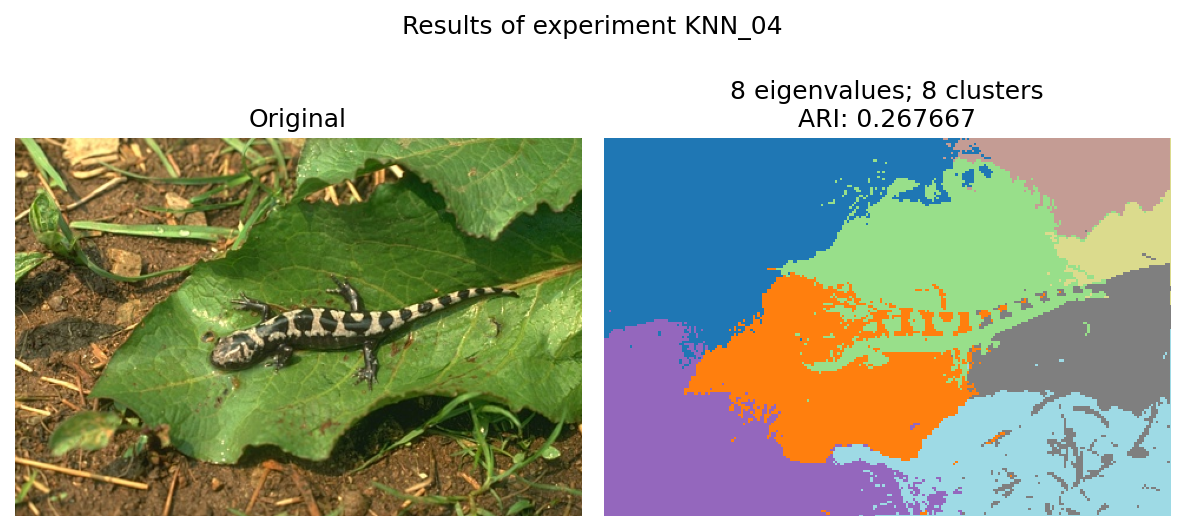 Results of experiment KNN_04
Original
8 eigenvalues; 8 clusters
ARI: 0.267667